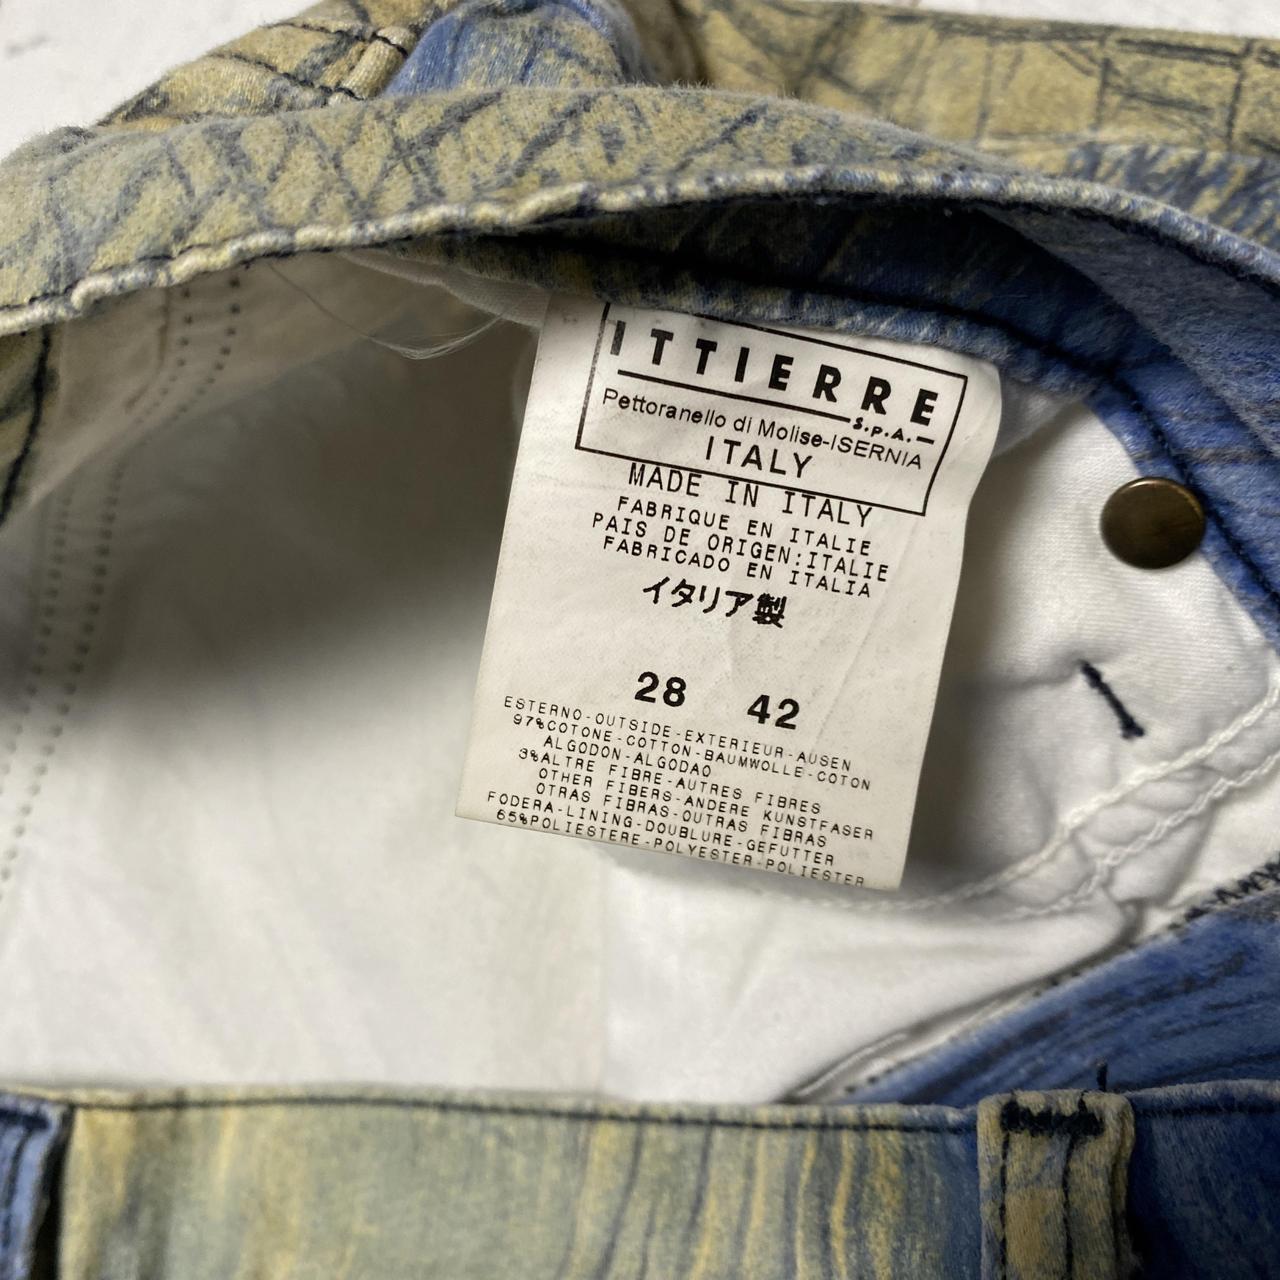 ITTIERRE
S.P.A.
Pettoranello di Molise-ISERNIA
ITALY
MADE IN ITALY
FABRIQUE EN ITALIE
PAIS DE ORIGEN:ITALIE
FABRICADO EN ITALIA
イタリア製
28 42
ESTERNO-OUTSIDE-EXTERIEUR-AUSEN
97%COTONE-COTTON-BAUMWOLLE-COTON
ALGODON-ALGODAO
3%ALTRE FIBRE-AUTRES FIBRES
OTHER FIBERS-ANDERE KUNSTFASER
OTRAS FIBRAS-OUTRAS FIBRAS
FODERA-LINING-DOUBLURE-GEFUTTER
65%POLIESTERE-POLYESTER-POLIESTER